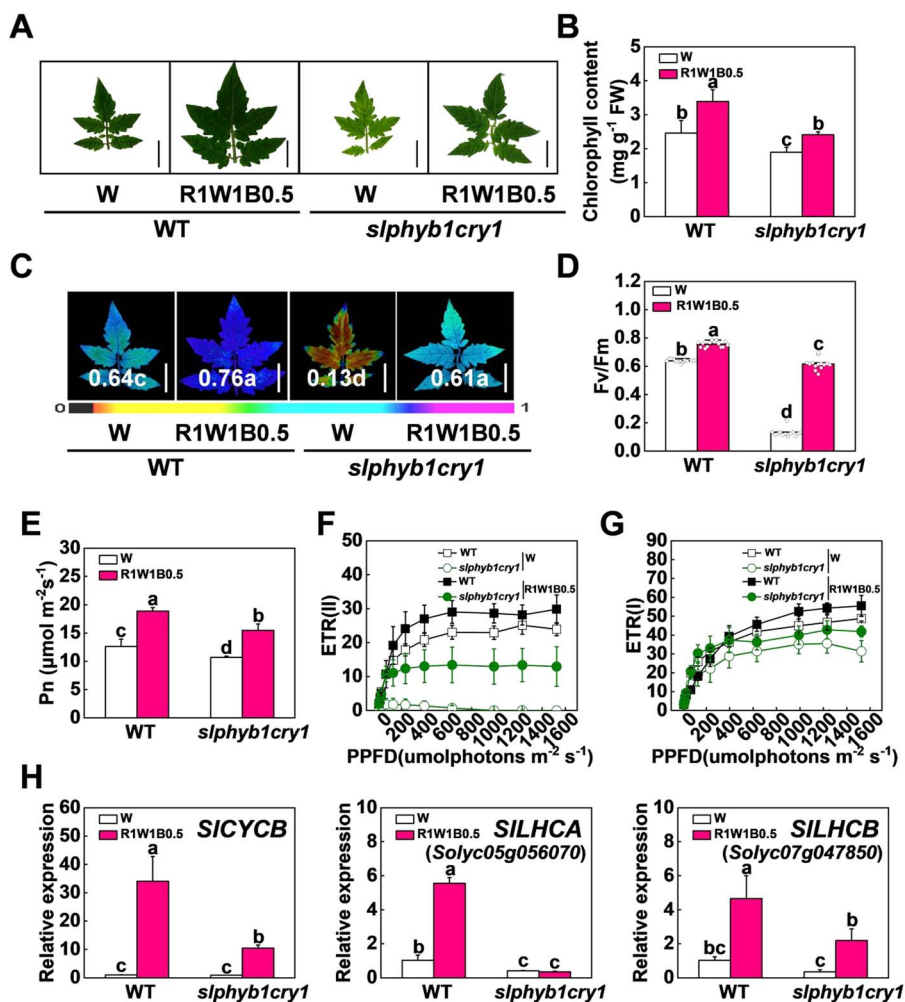 A
W
R1W1B0.5
W
R1W1B0.5
WT
slphyb1cry1
B
Chlorophyll content
(mg g-1 FW)
5
4
3
2
1
0
W
R1W1B0.5
b
a
c
b
WT
slphyb1cry1
C
0.64c
0.76a
0.13d
0.61a
0
1
W
R1W1B0.5
W
R1W1B0.5
WT
slphyb1cry1
D
Fv/Fm
1.2
1.0
0.8
0.6
0.4
0.2
0.0
W
R1W1B0.5
b
a
d
c
WT
slphyb1cry1
E
Pn (μmol m-2s-1)
30
25
20
15
10
5
0
W
R1W1B0.5
c
a
d
b
WT
slphyb1cry1
F
ETR(II)
50
40
30
20
10
0
WT
slphyb1cry1
W
WT
slphyb1cry1
R1W1B0.5
0
200
400
600
800
1000
1200
1400
1600
PPFD(umolphotons m-2 s-1)
G
ETR(I)
90
80
70
60
50
40
30
20
10
0
WT
slphyb1cry1
W
WT
slphyb1cry1
R1W1B0.5
0
200
400
600
800
1000
1200
1400
1600
PPFD(umolphotons m-2 s-1)
H
Relative expression
60
50
40
30
20
10
0
W
R1W1B0.5
SlCYCB
c
a
c
b
WT
slphyb1cry1
Relative expression
10
8
6
4
2
0
W
R1W1B0.5
SlLHCA
(Solyc05g056070)
b
a
c
c
WT
slphyb1cry1
Relative expression
10
8
6
4
2
0
W
R1W1B0.5
SlLHCB
(Solyc07g047850)
bc
a
c
b
WT
slphyb1cry1